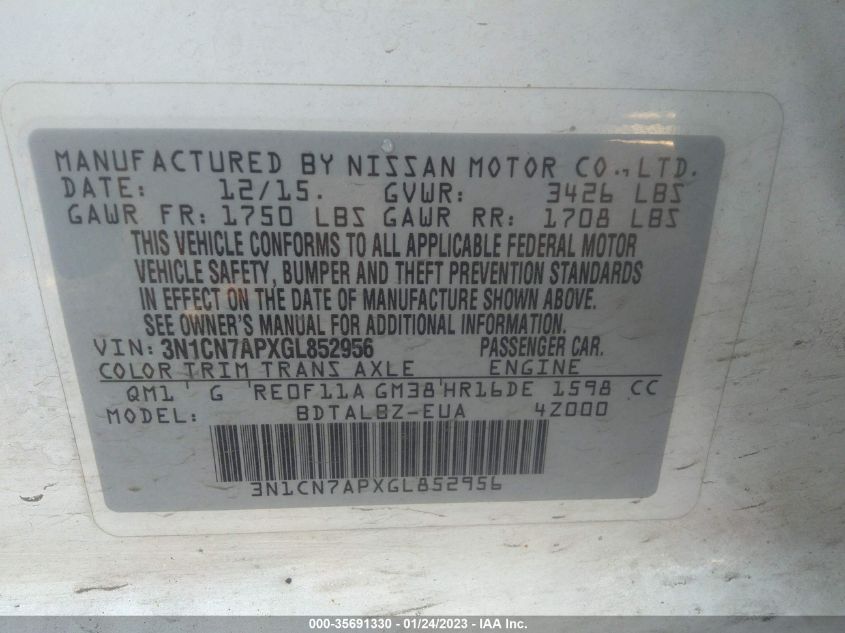 MANUFACTURED BY NISSAN MOTOR CO., LTD.
DATE: 12/15. GVWR: 3426 LBS
GAWR FR: 1750 LBS GAWR RR: 1708 LBS
THIS VEHICLE CONFORMS TO ALL APPLICABLE FEDERAL MOTOR
VEHICLE SAFETY, BUMPER AND THEFT PREVENTION STANDARDS
IN EFFECT ON THE DATE OF MANUFACTURE SHOWN ABOVE.
SEE OWNER'S MANUAL FOR ADDITIONAL INFORMATION.
VIN: 3N1CN7APXGL852956 PASSENGER CAR.
COLOR TRIM TRANS AXLE ENGINE
QM1 G RE0F11A GM38 HR16DE 1598 CC
MODEL: BDTALBZ-EUA 4Z000
3N1CN7APXGL852956
000-35691330 - 01/24/2023 - IAA Inc.